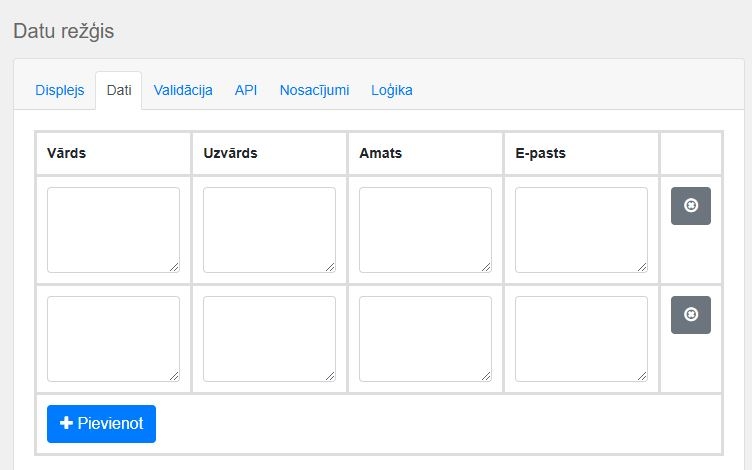 Datu režģis
Displejs Dati Validācija API Nosacījumi Loģika
Vārds Uzvārds Amats E-pasts
Pievienot